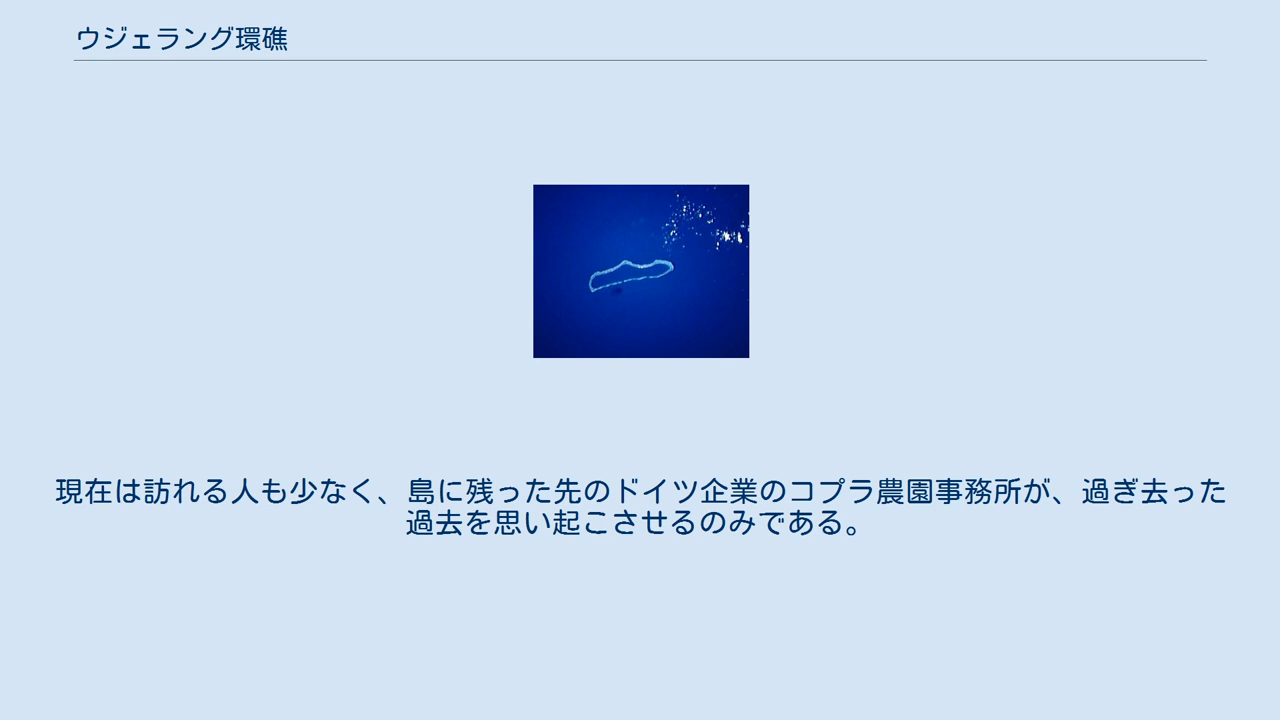 ウジェラング環礁
現在は訪れる人も少なく、島に残った先のドイツ企業のコプラ農園事務所が、過ぎ去った
過去を思い起こさせるのみである。